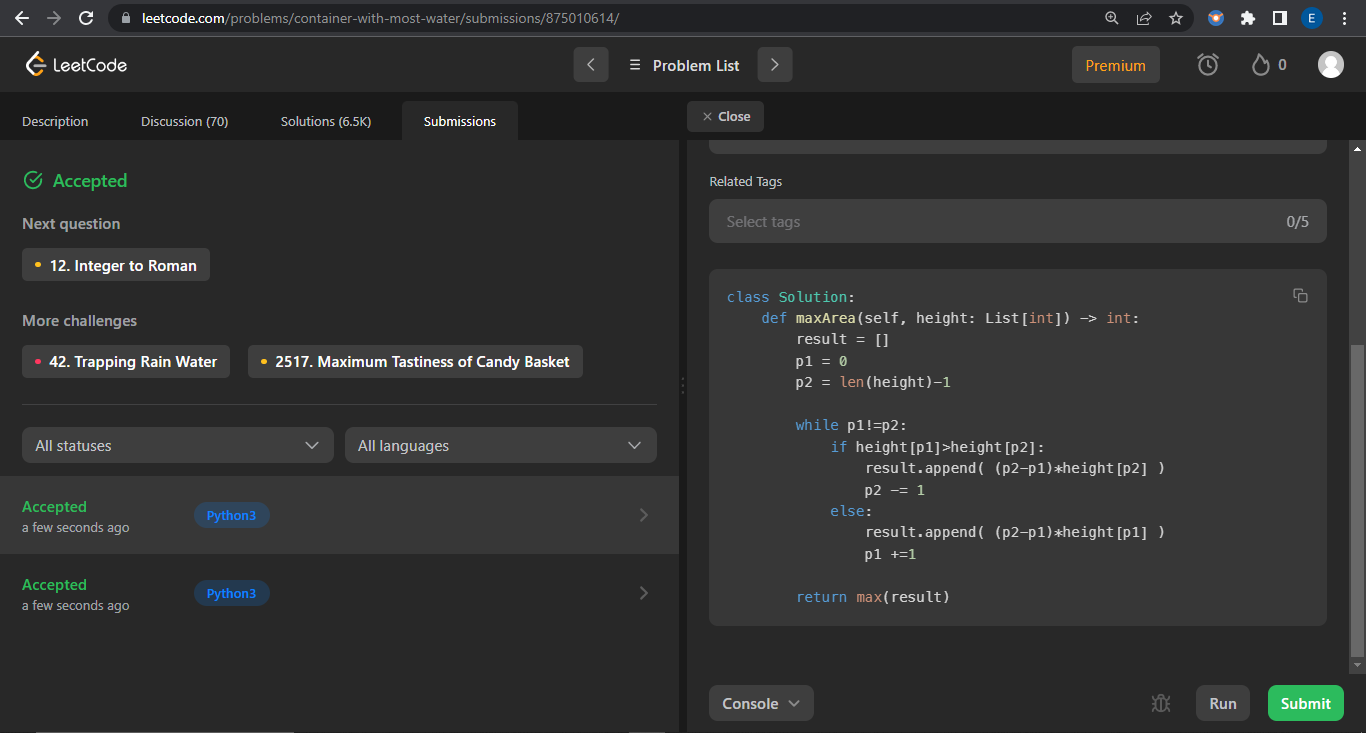 leetcode.com/problems/container-with-most-water/submissions/875010614/
E
LeetCode
Problem List
Premium
0
Description
Discussion (70)
Solutions (6.5K)
Submissions
Close
Accepted
Next question
12. Integer to Roman
More challenges
42. Trapping Rain Water
2517. Maximum Tastiness of Candy Basket
All statuses
All languages
Accepted
a few seconds ago
Python3
Accepted
a few seconds ago
Python3
Related Tags
Select tags
0/5
class Solution:
    def maxArea(self, height: List[int]) -> int:
        result = []
        p1 = 0
        p2 = len(height)-1
        while p1!=p2:
            if height[p1]>height[p2]:
                result.append( (p2-p1)*height[p2] )
                p2 -= 1
            else:
                result.append( (p2-p1)*height[p1] )
                p1 +=1
        return max(result)
Console
Run
Submit